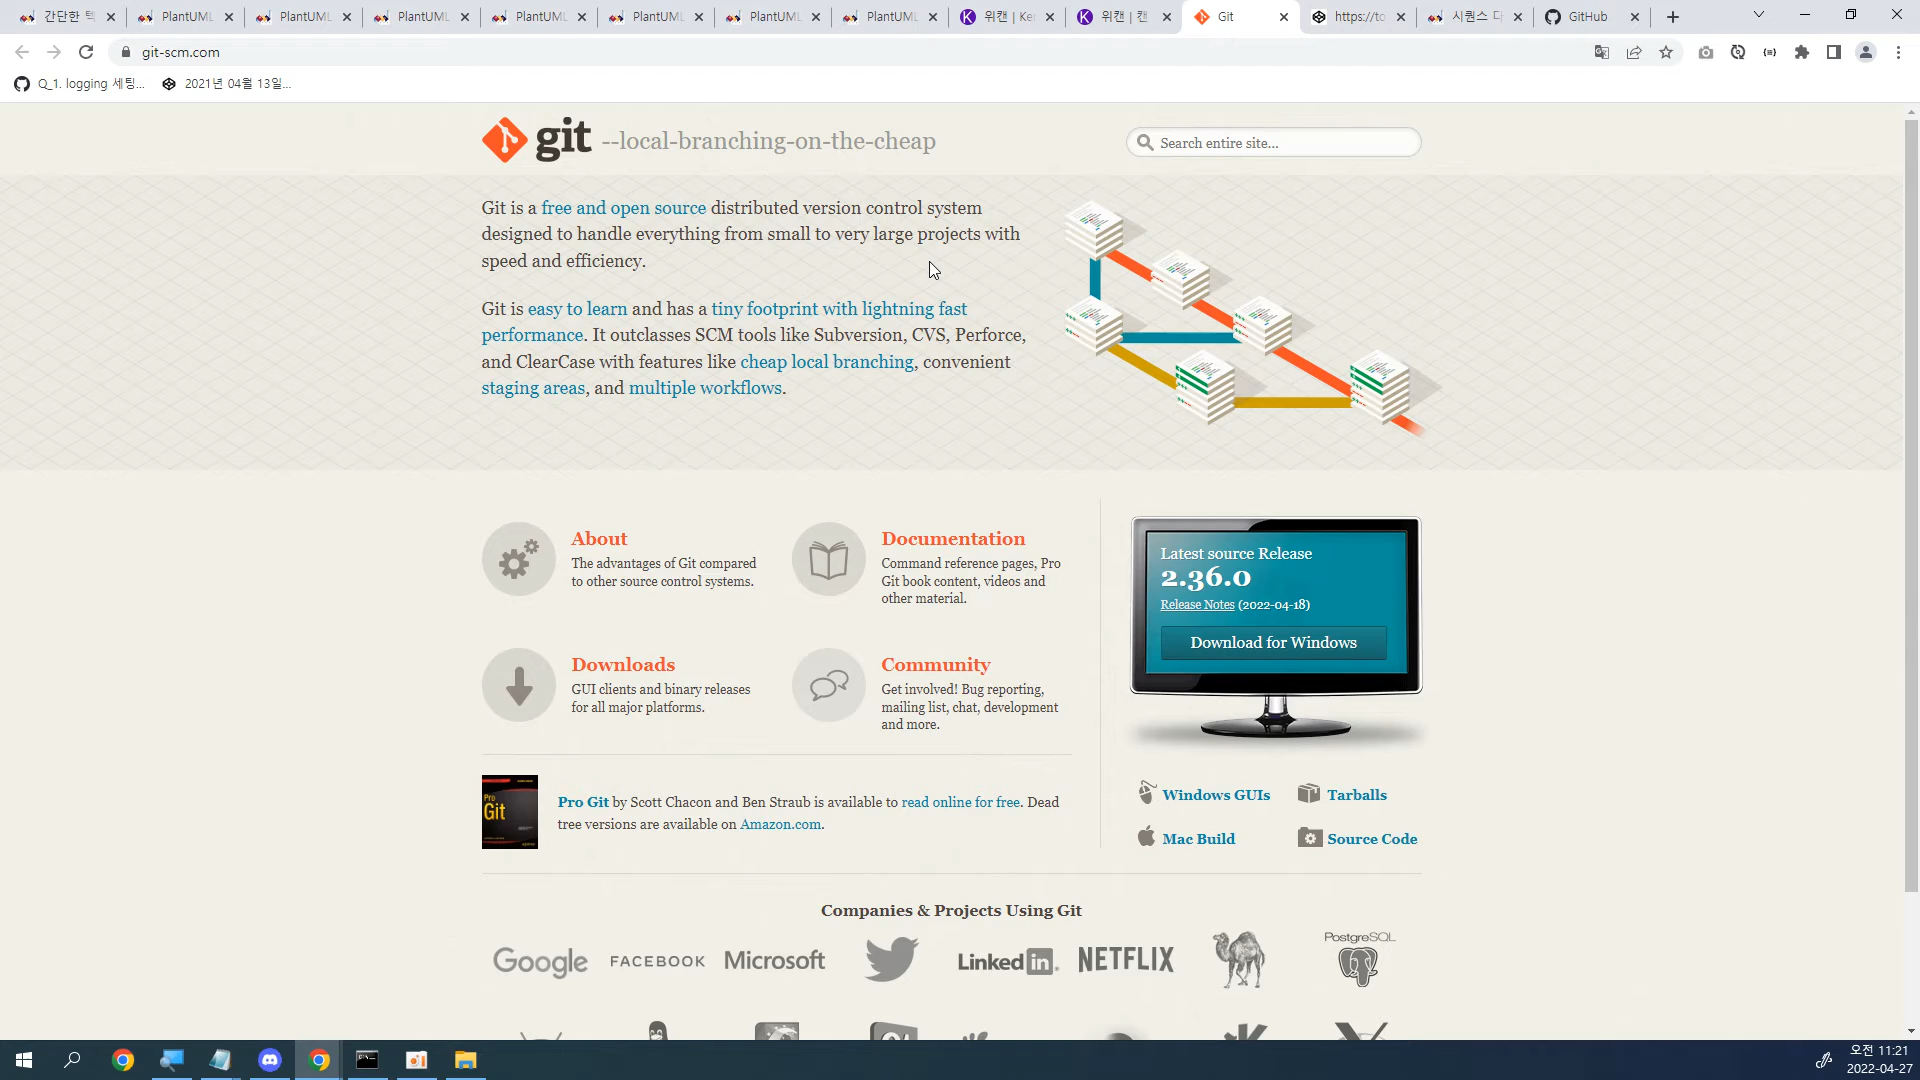 간단한 텍
PlantUML
PlantUML
PlantUML
PlantUML
PlantUML
PlantUML
PlantUML
위캔 | Ker
위캔 | 캔
Git
https://to
시퀀스 다
GitHub
git-scm.com
Q_1. logging 세팅...
2021년 04월 13일...
git --local-branching-on-the-cheap
Search entire site...
Git is a free and open source distributed version control system
designed to handle everything from small to very large projects with
speed and efficiency.
Git is easy to learn and has a tiny footprint with lightning fast
performance. It outclasses SCM tools like Subversion, CVS, Perforce,
and ClearCase with features like cheap local branching, convenient
staging areas, and multiple workflows.
About
The advantages of Git compared
to other source control systems.
Documentation
Command reference pages, Pro
Git book content, videos and
other material.
Downloads
GUI clients and binary releases
for all major platforms.
Community
Get involved! Bug reporting,
mailing list, chat, development
and more.
Latest source Release
2.36.0
Release Notes (2022-04-18)
Download for Windows
Pro
Git
Pro Git by Scott Chacon and Ben Straub is available to read online for free. Dead
tree versions are available on Amazon.com.
Windows GUIs
Tarballs
Mac Build
Source Code
Companies & Projects Using Git
Google
FACEBOOK
Microsoft
Linked in
NETFLIX
PostgreSQL
오전 11:21
2022-04-27